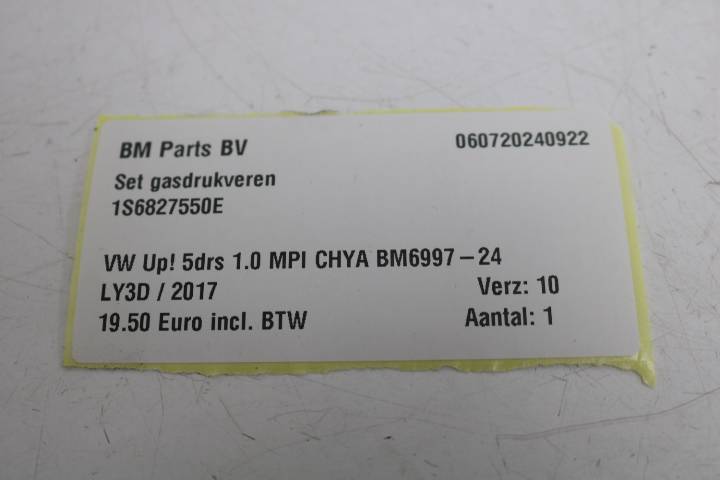 BM Parts BV 060720240922
Set gasdrukveren
1S6827550E
VW Up! 5drs 1.0 MPI CHYA BM6997-24
LY3D / 2017 Verz: 10
19.50 Euro incl. BTW Aantal: 1